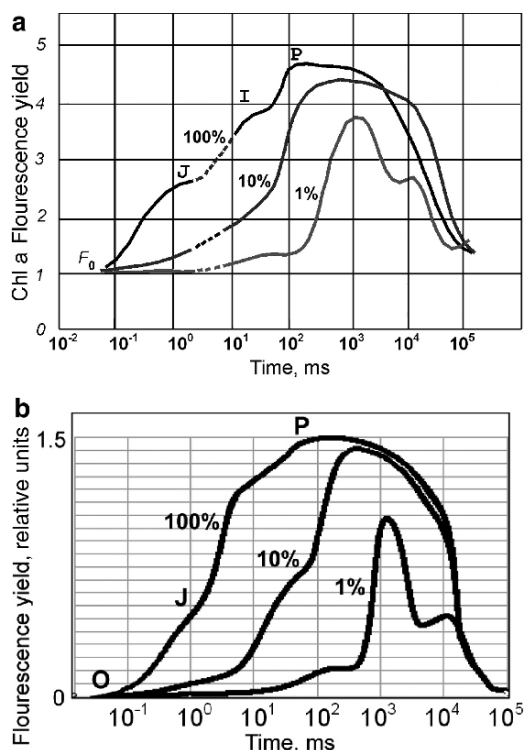 a
5
4
3
2
1
0
Chl a Flourescence yield
P
I
100%
J
10%
1%
F₀
10⁻² 10⁻¹ 10⁰ 10¹ 10² 10³ 10⁴ 10⁵
Time, ms
b
1.5
0
Flourescence yield, relative units
P
100%
10%
1%
J
O
10⁻¹ 10⁰ 10¹ 10² 10³ 10⁴ 10⁵
Time, ms